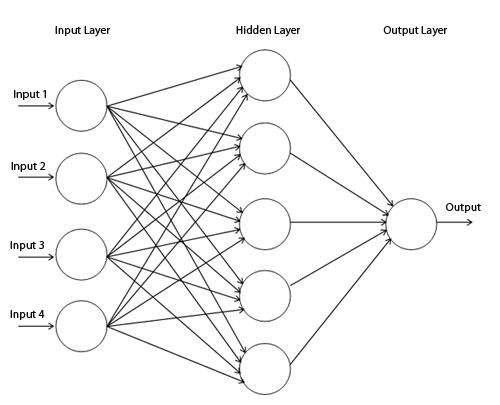 Input Layer
Hidden Layer
Output Layer
Input 1
Input 2
Input 3
Input 4
Output